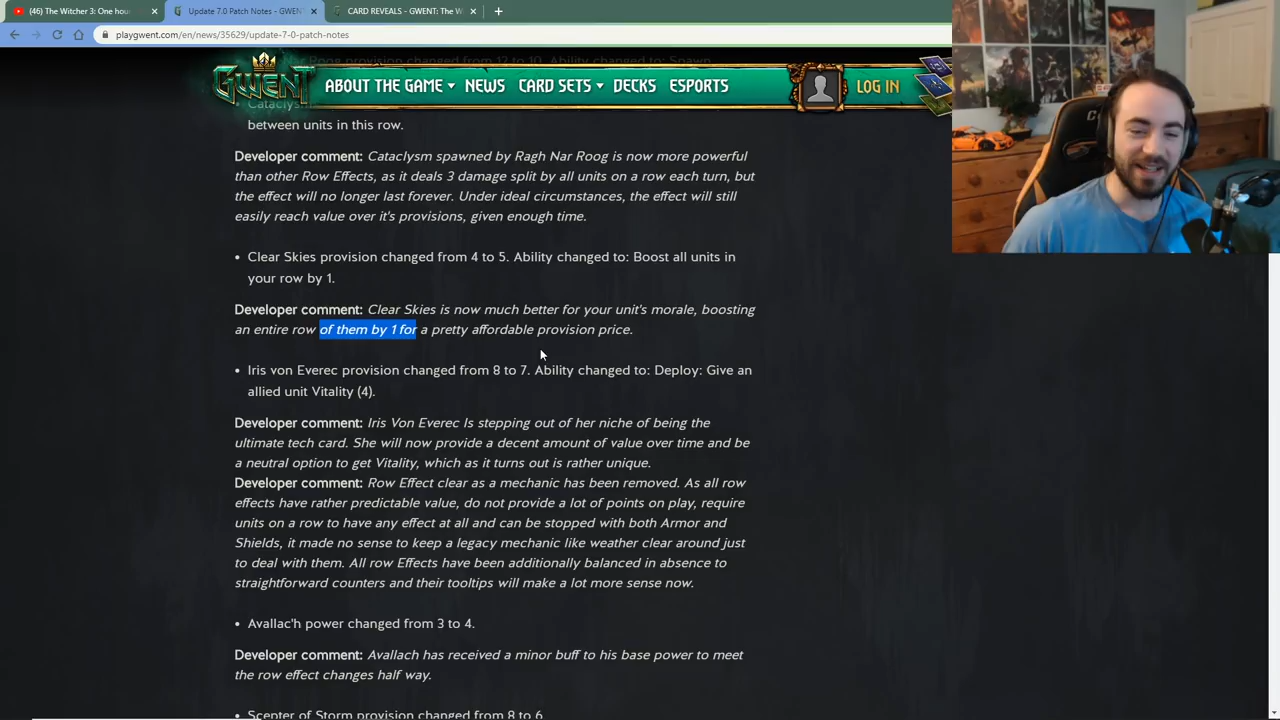 (46) The Witcher 3: One hour
Update 7.0 Patch Notes - GWENT
CARD REVEALS - GWENT: The W
playgwent.com/en/news/35629/update-7-0-patch-notes
GWENT
ABOUT THE GAME
NEWS
CARD SETS
DECKS
ESPORTS
LOG IN
between units in this row.
Developer comment: Cataclysm spawned by Ragh Nar Roog is now more powerful
than other Row Effects, as it deals 3 damage split by all units on a row each turn, but
the effect will no longer last forever. Under ideal circumstances, the effect will still
easily reach value over it's provisions, given enough time.
• Clear Skies provision changed from 4 to 5. Ability changed to: Boost all units in
your row by 1.
Developer comment: Clear Skies is now much better for your unit's morale, boosting
an entire row of them by 1 for a pretty affordable provision price.
• Iris von Everec provision changed from 8 to 7. Ability changed to: Deploy: Give an
allied unit Vitality (4).
Developer comment: Iris Von Everec Is stepping out of her niche of being the
ultimate tech card. She will now provide a decent amount of value over time and be
a neutral option to get Vitality, which as it turns out is rather unique.
Developer comment: Row Effect clear as a mechanic has been removed. As all row
effects have rather predictable value, do not provide a lot of points on play, require
units on a row to have any effect at all and can be stopped with both Armor and
Shields, it made no sense to keep a legacy mechanic like weather clear around just
to deal with them. All row Effects have been additionally balanced in absence to
straightforward counters and their tooltips will make a lot more sense now.
• Avallac'h power changed from 3 to 4.
Developer comment: Avallach has received a minor buff to his base power to meet
the row effect changes half way.
• Scepter of Storm provision changed from 8 to 6